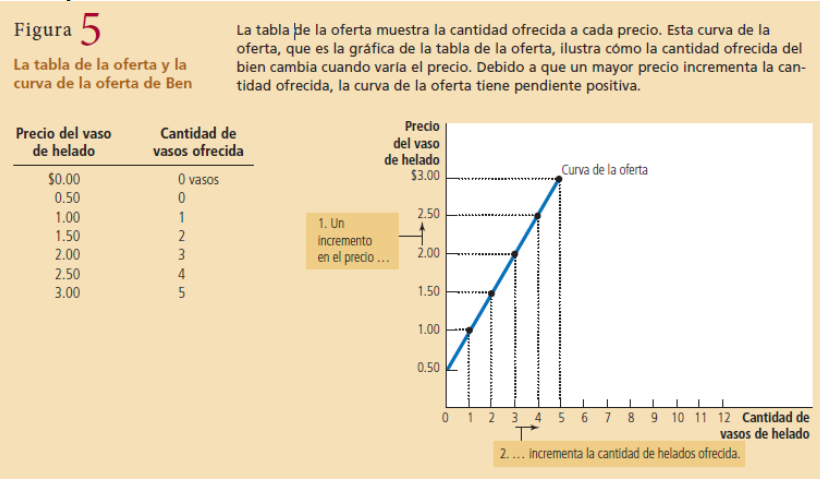 Figura 5
La tabla de la oferta y la
curva de la oferta de Ben
La tabla de la oferta muestra la cantidad ofrecida a cada precio. Esta curva de la
oferta, que es la gráfica de la tabla de la oferta, ilustra cómo la cantidad ofrecida del
bien cambia cuando varía el precio. Debido a que un mayor precio incrementa la can-
tidad ofrecida, la curva de la oferta tiene pendiente positiva.
Precio del vaso
de helado
Cantidad de
vasos ofrecida
$0.00 0 vasos
0.50 0
1.00 1
1.50 2
2.00 3
2.50 4
3.00 5
Precio
del vaso
de helado
$3.00
2.50
2.00
1.50
1.00
0.50
Curva de la oferta
1. Un
incremento
en el precio ...
0 1 2 3 4 5 6 7 8 9 10 11 12
Cantidad de
vasos de helado
2. ... incrementa la cantidad de helados ofrecida.